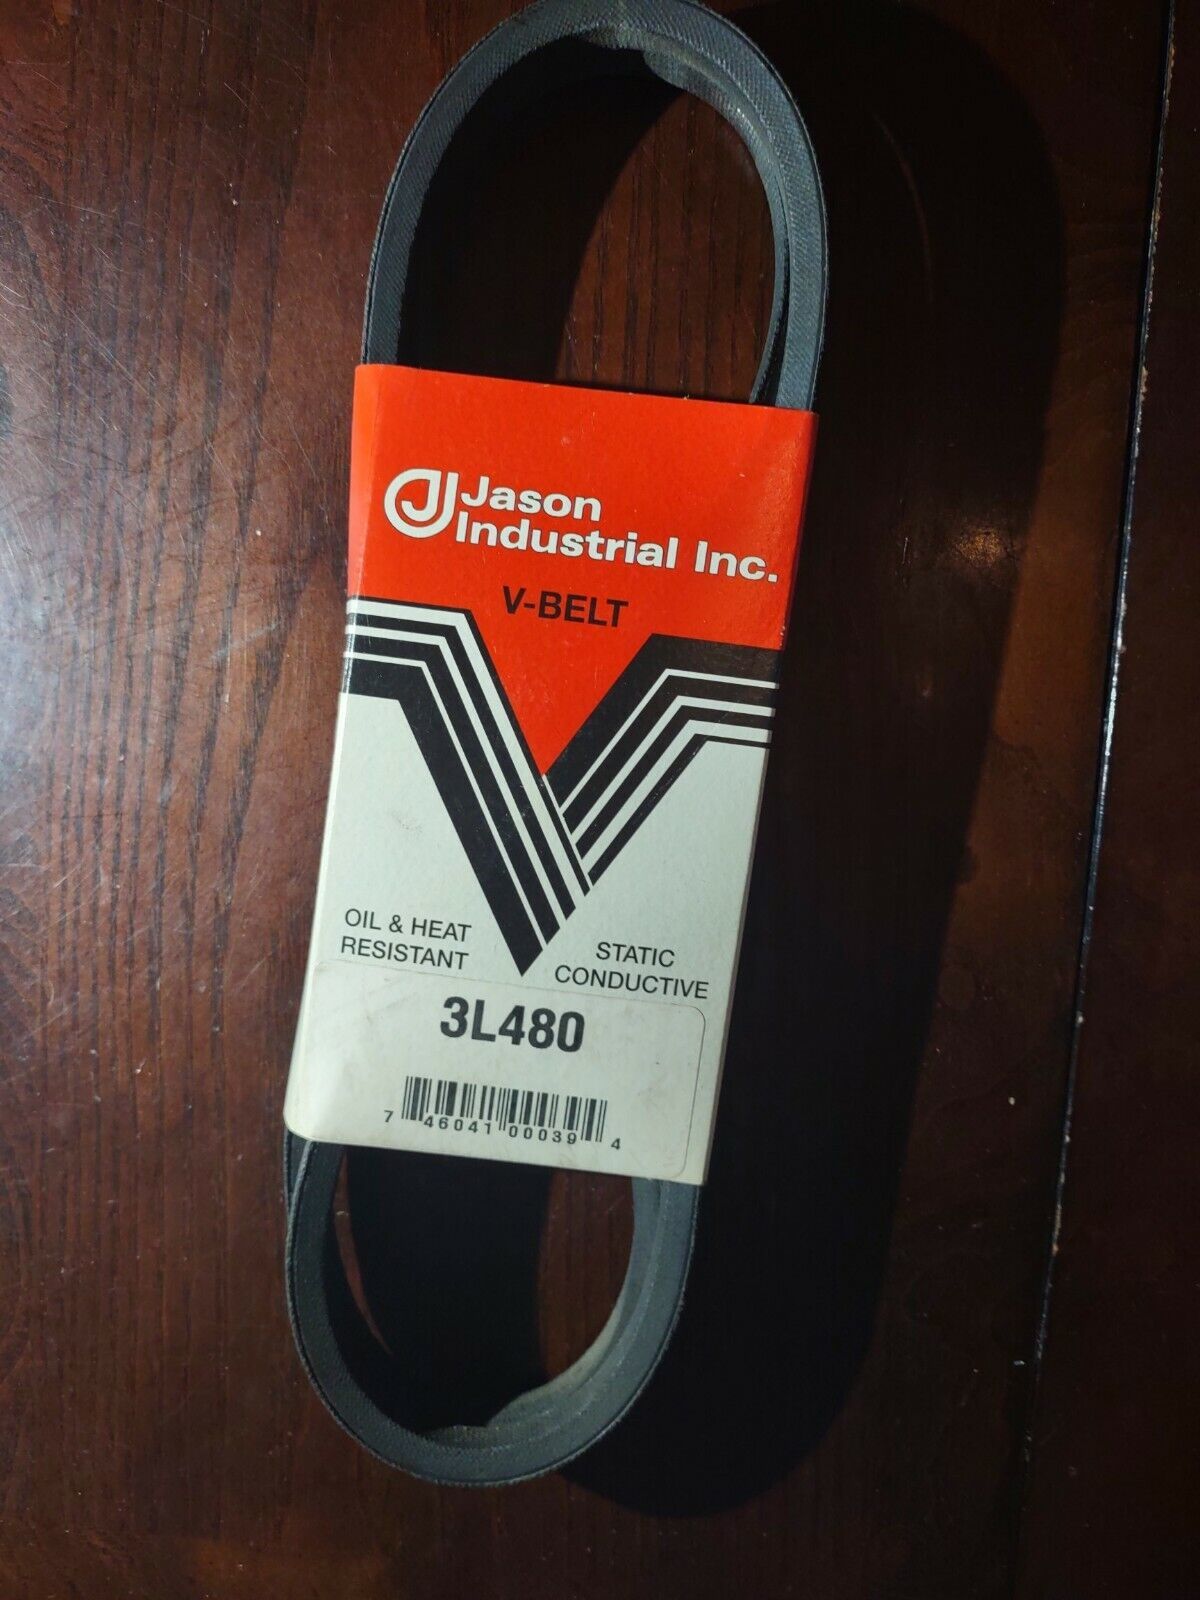 Jason
Industrial Inc.
V-BELT
OIL & HEAT
RESISTANT
STATIC
CONDUCTIVE
3L480
7 46041 00039 4